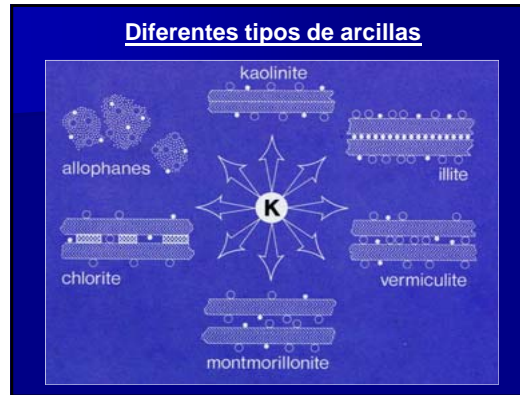 Diferentes tipos de arcillas
kaolinite
allophanes
illite
K
chlorite
vermiculite
montmorillonite